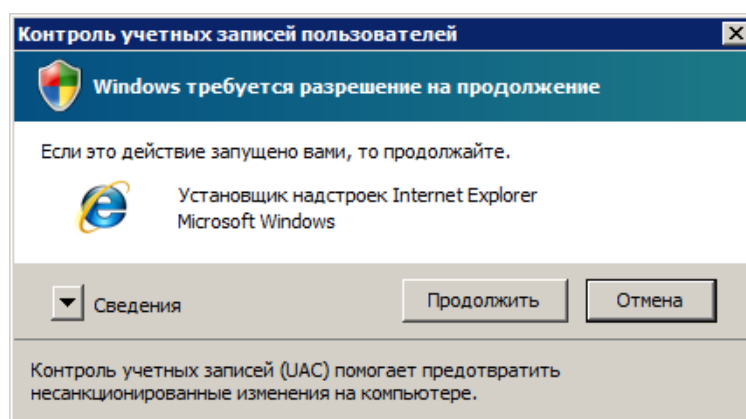 Контроль учетных записей пользователей
Windows требуется разрешение на продолжение
Если это действие запущено вами, то продолжайте.
Установщик надстроек Internet Explorer
Microsoft Windows
Сведения
Продолжить
Отмена
Контроль учетных записей (UAC) помогает предотвратить
несанкционированные изменения на компьютере.